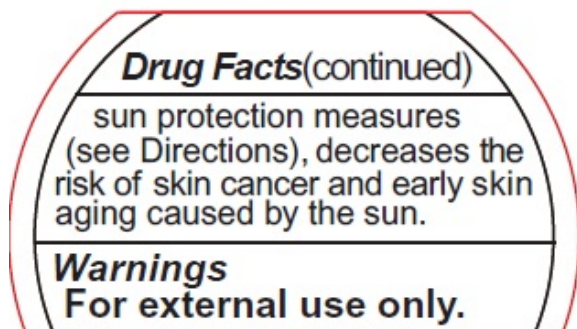 Drug Facts(continued)
sun protection measures
(see Directions), decreases the
risk of skin cancer and early skin
aging caused by the sun.
Warnings
For external use only.